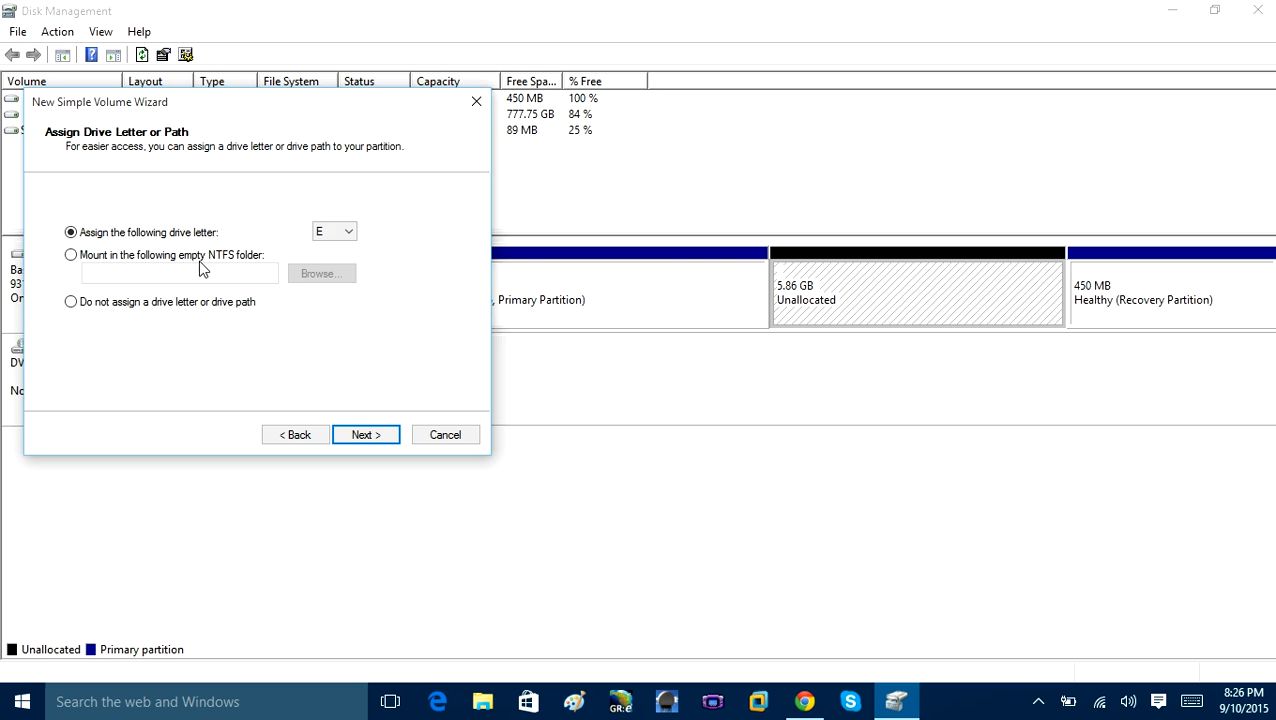 Disk Management
File Action View Help
Volume Layout Type File System Status Capacity Free Spa... % Free
450 MB 100 %
777.75 GB 84 %
89 MB 25 %
New Simple Volume Wizard
Assign Drive Letter or Path
For easier access, you can assign a drive letter or drive path to your partition.
Assign the following drive letter: E
Mount in the following empty NTFS folder:
Browse...
Do not assign a drive letter or drive path
< Back Next > Cancel
Ba
93
On
, Primary Partition)
5.86 GB
Unallocated
450 MB
Healthy (Recovery Partition)
DV
No
Unallocated Primary partition
Search the web and Windows
GR:e
8:26 PM
9/10/2015